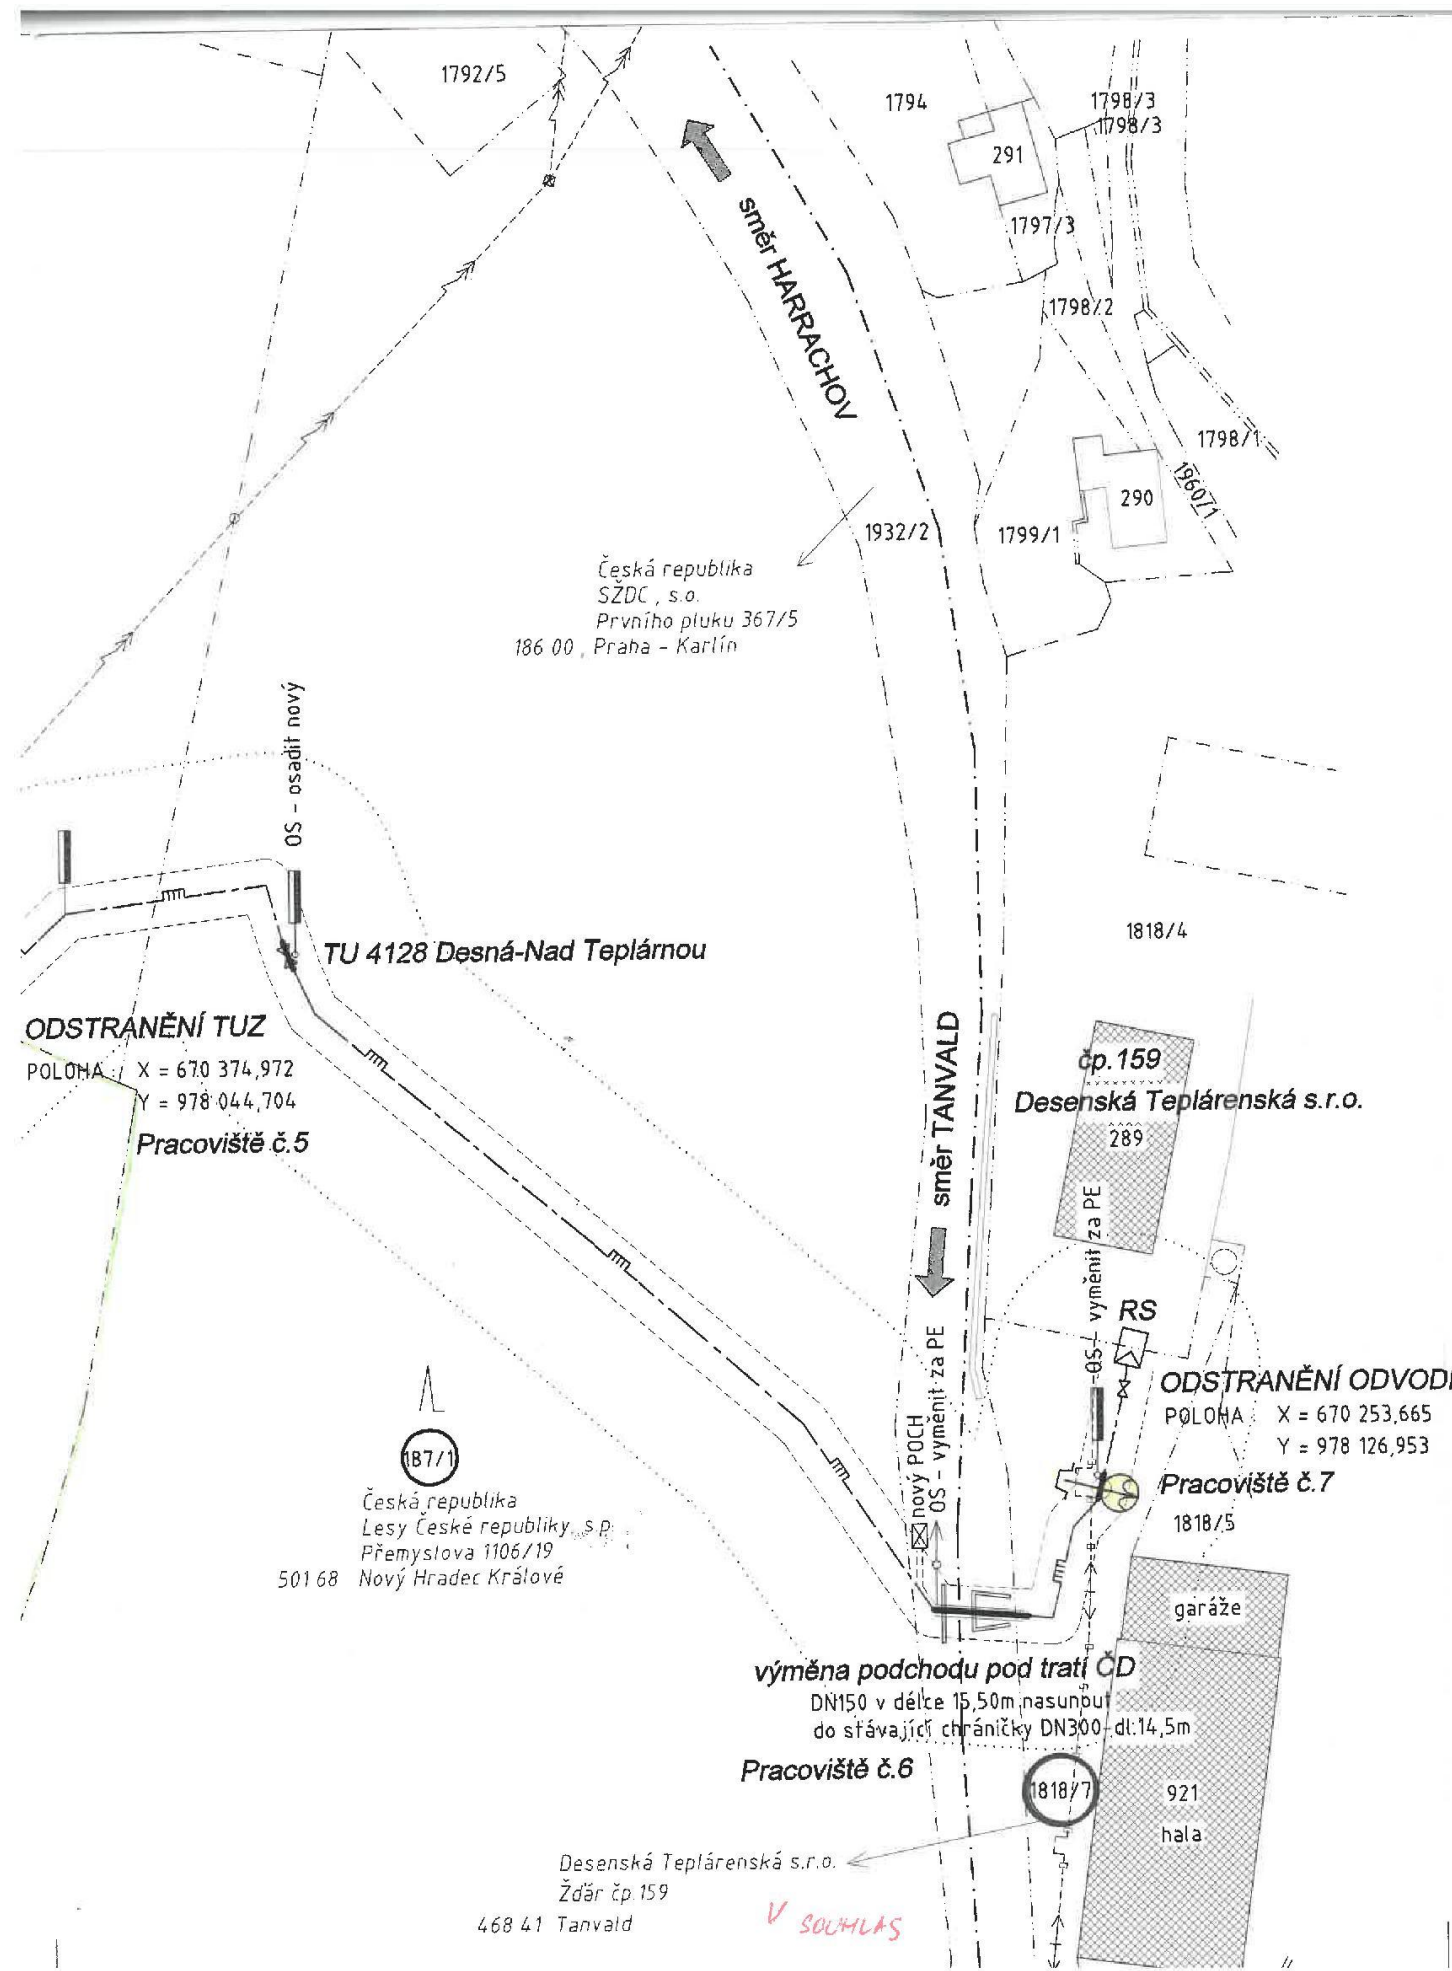 1792/5
1794
1798/3
1798/3
291
1797/3
směr HARRACHOV
1798/2
1798/1
1960/1
290
1932/2
1799/1
Česká republika
SŽDC , s.o.
Prvního pluku 367/5
186 00 , Praha - Karlín
OS - osadit nový
1818/4
TU 4128 Desná-Nad Teplárnou
ODSTRANĚNÍ TUZ
POLOHA : X = 670 374,972
Y = 978 044,704
Pracoviště č.5
směr TANVALD
čp.159
Desenská Teplárenská s.r.o.
289
OS - vyměnit za PE
RS
nový POCH
OS - vyměnit za PE
ODSTRANĚNÍ ODVOD
POLOHA : X = 670 253,665
Y = 978 126,953
Pracoviště č.7
1818/5
187/1
Česká republika
Lesy České republiky, s.p.
Přemyslova 1106/19
501 68 Nový Hradec Králové
garáže
výměna podchodu pod tratí ČD
DN150 v délce 15,50m nasunout
do stávající chráničky DN300-dl.14,5m
Pracoviště č.6
1818/7
921
hala
Desenská Teplárenská s.r.o.
Žďár čp.159
468 41 Tanvald
V SOUHLAS